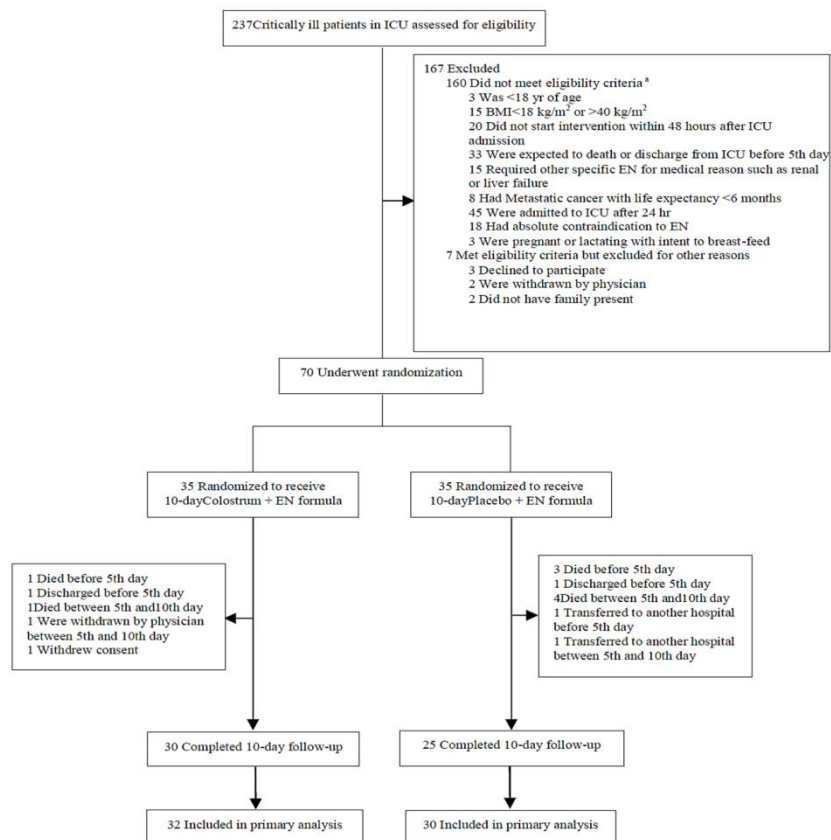 237Critically ill patients in ICU assessed for eligibility
167 Excluded
160 Did not meet eligibility criteria a
3 Was <18 yr of age
15 BMI<18 kg/m² or >40 kg/m²
20 Did not start intervention within 48 hours after ICU
admission
33 Were expected to death or discharge from ICU before 5th day
15 Required other specific EN for medical reason such as renal
or liver failure
8 Had Metastatic cancer with life expectancy <6 months
45 Were admitted to ICU after 24 hr
18 Had absolute contraindication to EN
3 Were pregnant or lactating with intent to breast-feed
7 Met eligibility criteria but excluded for other reasons
3 Declined to participate
2 Were withdrawn by physician
2 Did not have family present
70 Underwent randomization
35 Randomized to receive
10-dayColostrum + EN formula
35 Randomized to receive
10-dayPlacebo + EN formula
1 Died before 5th day
1 Discharged before 5th day
1Died between 5th and10th day
1 Were withdrawn by physician
between 5th and 10th day
1 Withdrew consent
3 Died before 5th day
1 Discharged before 5th day
4Died between 5th and10th day
1 Transferred to another hospital
before 5th day
1 Transferred to another hospital
between 5th and 10th day
30 Completed 10-day follow-up
25 Completed 10-day follow-up
32 Included in primary analysis
30 Included in primary analysis